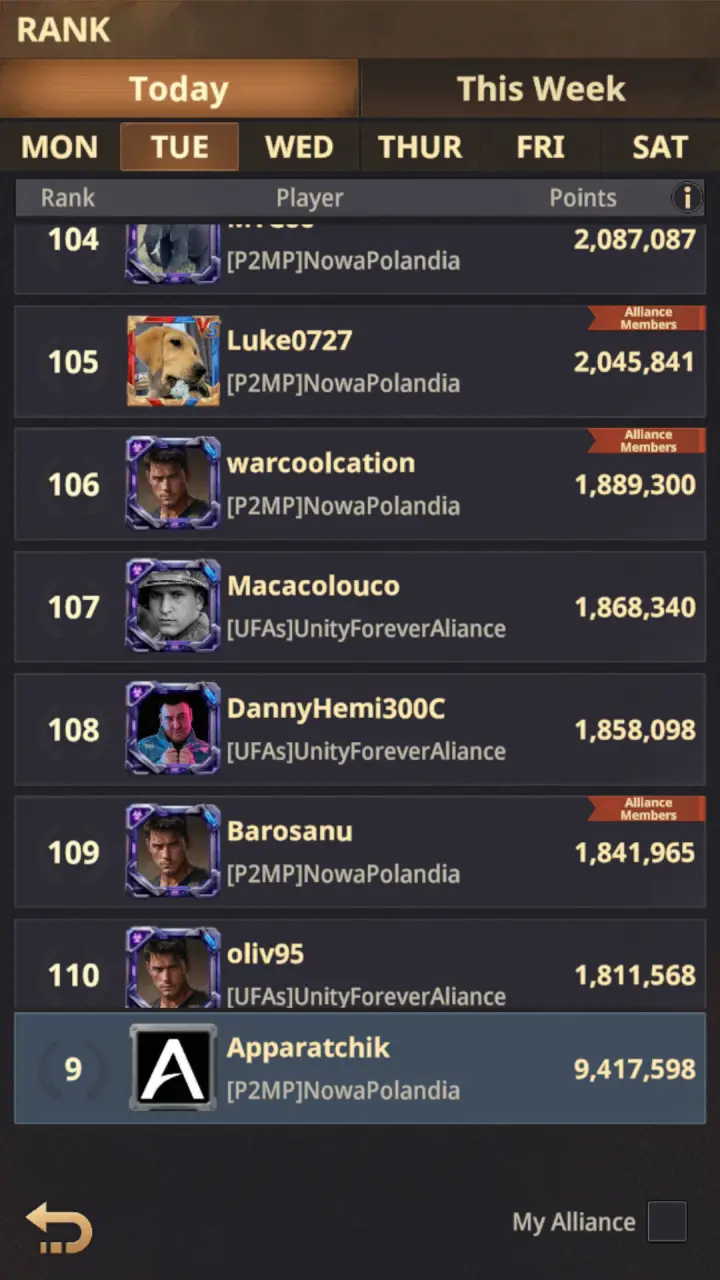 RANK
Today
This Week
MON
TUE
WED
THUR
FRI
SAT
Rank
Player
Points
i
104
[P2MP]NowaPolandia
2,087,087
105
VS
Luke0727
[P2MP]NowaPolandia
Alliance
Members
2,045,841
106
warcoolcation
[P2MP]NowaPolandia
Alliance
Members
1,889,300
107
Macacolouco
[UFAs]UnityForeverAliance
1,868,340
108
DannyHemi300C
[UFAs]UnityForeverAliance
1,858,098
109
Barosanu
[P2MP]NowaPolandia
Alliance
Members
1,841,965
110
oliv95
[UFAs]UnityForeverAliance
1,811,568
9
A
Apparatchik
[P2MP]NowaPolandia
9,417,598
My Alliance